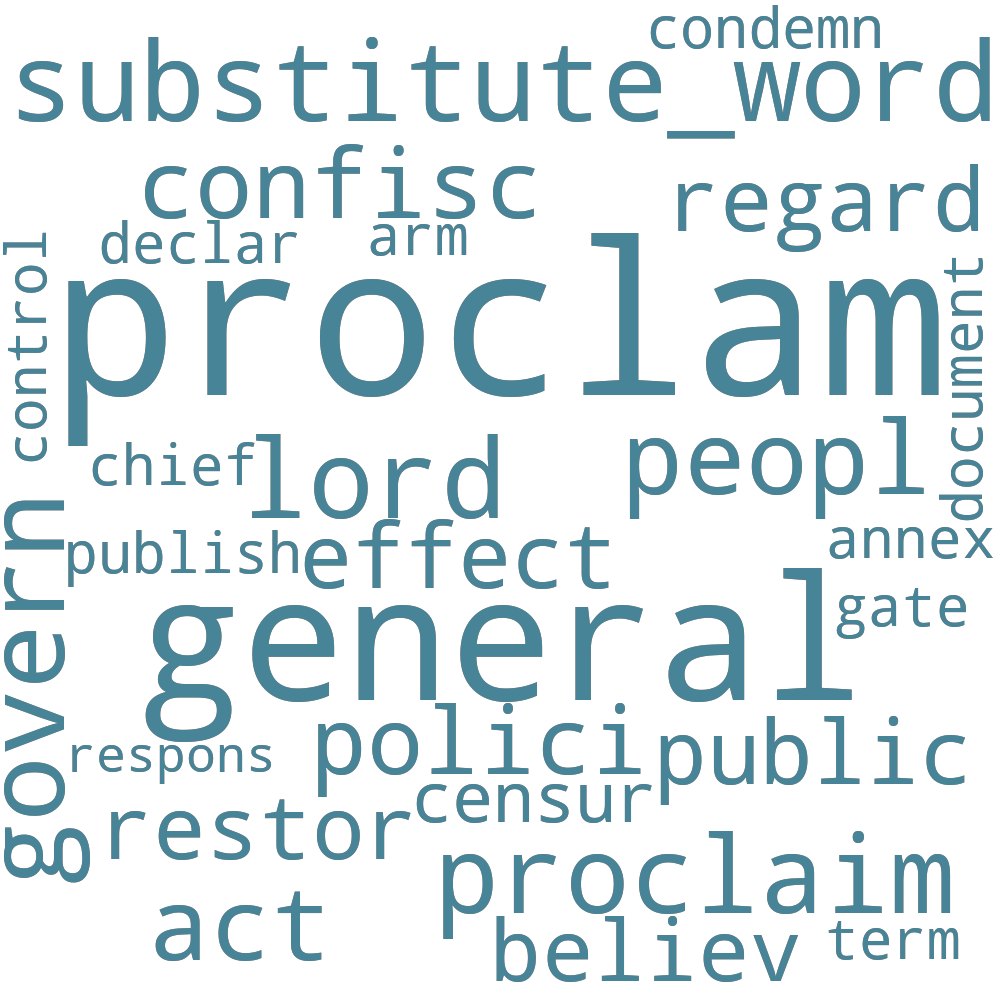 condemn
substitute_word
confisc
regard
declar
arm
control
proclam
document
chief
lord
peopl
govern
publish
effect
annex
general
gate
respons
polici
public
restor
censur
proclaim
act
believ
term